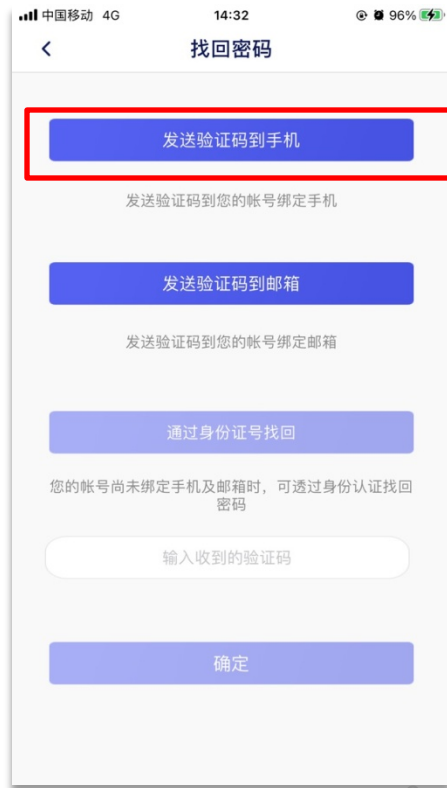 中国移动 4G 14:32 96%
找回密码
发送验证码到手机
发送验证码到您的帐号绑定手机
发送验证码到邮箱
发送验证码到您的帐号绑定邮箱
通过身份证号找回
您的帐号尚未绑定手机及邮箱时，可透过身份认证找回
密码
输入收到的验证码
确定